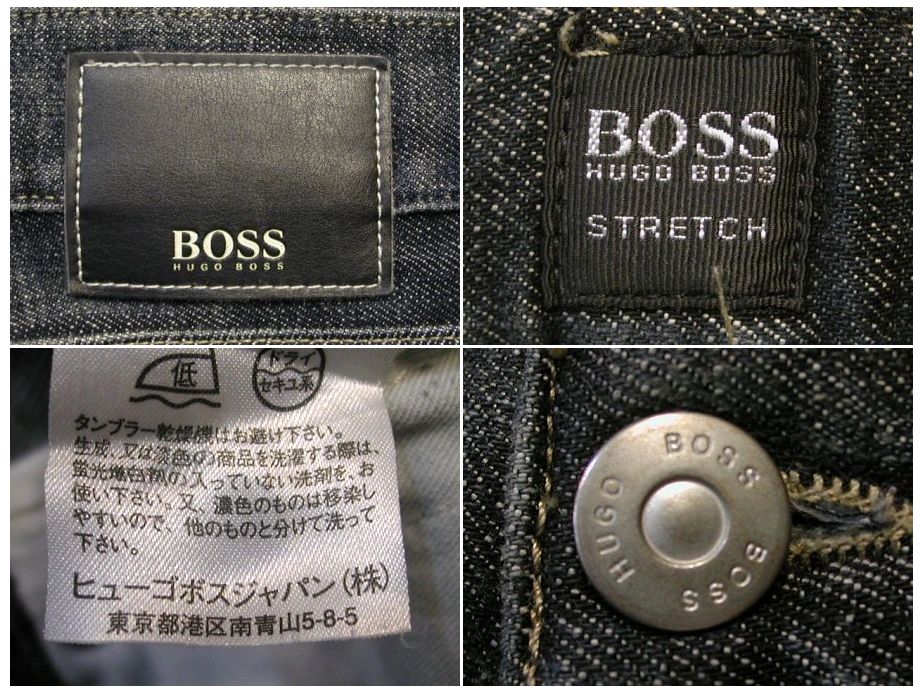 BOSS
HUGO BOSS
BOSS
HUGO BOSS
STRETCH
低
ドライ
セキユ系
タンブラー乾燥機はお避け下さい。
生成、又は淡色の商品を洗濯する際は、
蛍光増白剤の入っていない洗剤を、お
使い下さい。又、濃色のものは移染し
やすいので、他のものと分けて洗って
下さい。
ヒューゴボスジャパン(株)
東京都港区南青山5-8-5
HUGO BOSS BOSS